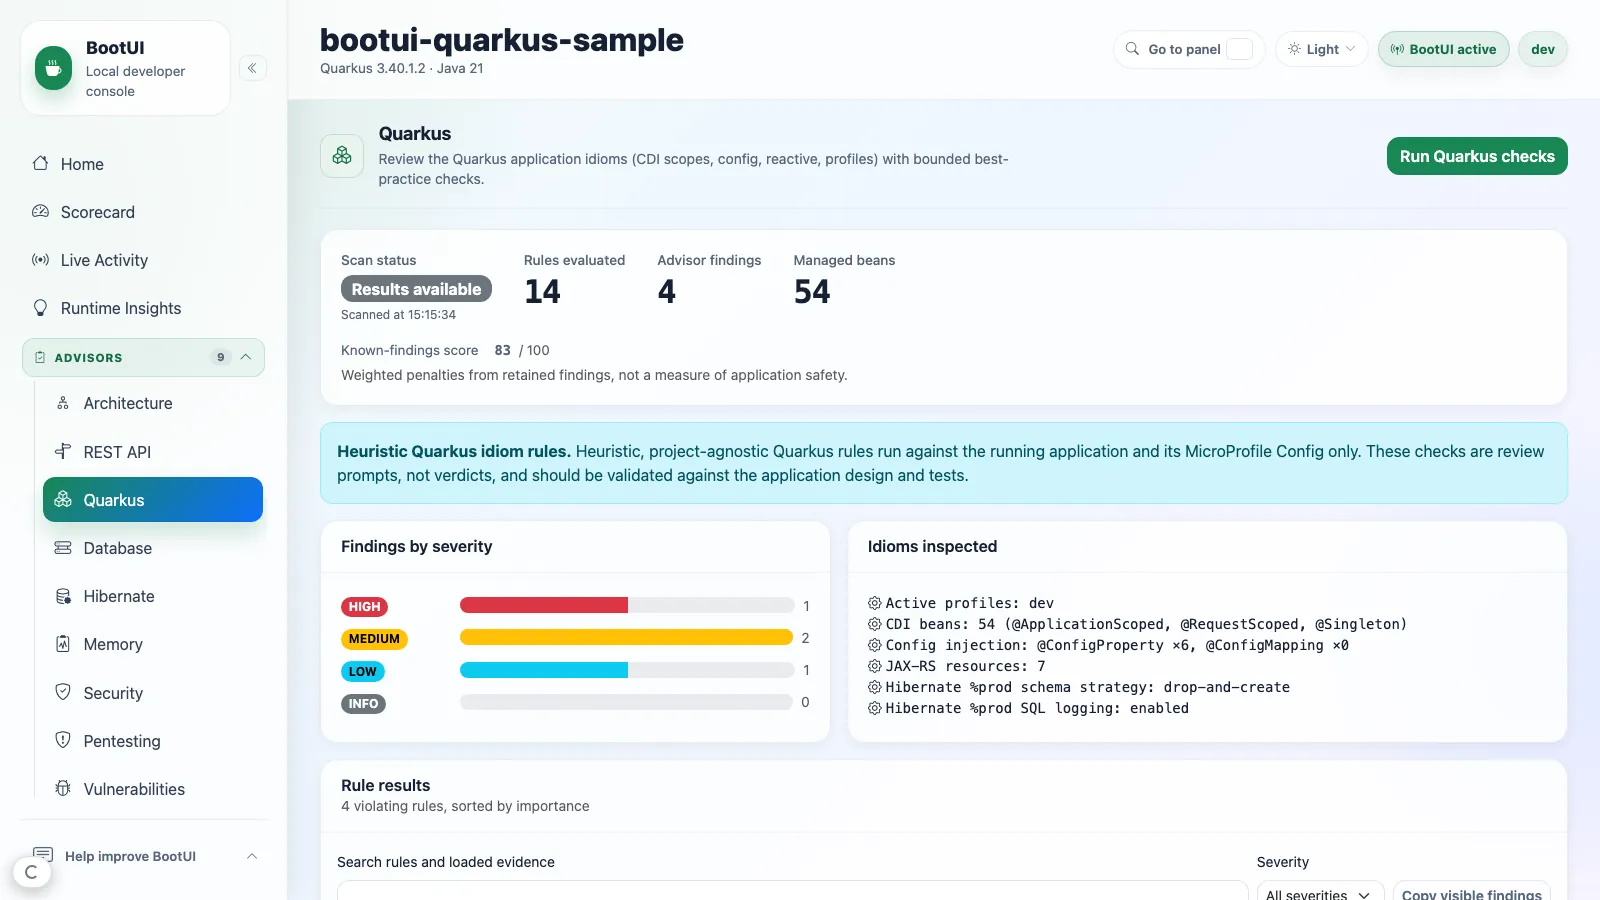 BootUI
Local developer
console
Home
Scorecard
Live Activity
Runtime Insights
ADVISORS 9
Architecture
REST API
Quarkus
Database
Hibernate
Memory
Security
Pentesting
Vulnerabilities
Help improve BootUI
C
bootui-quarkus-sample
Quarkus 3.40.1.2 · Java 21
Go to panel
Light
BootUI active
dev
Quarkus
Review the Quarkus application idioms (CDI scopes, config, reactive, profiles) with bounded best-
practice checks.
Run Quarkus checks
Scan status
Results available
Scanned at 15:15:34
Rules evaluated
14
Advisor findings
4
Managed beans
54
Known-findings score 83 / 100
Weighted penalties from retained findings, not a measure of application safety.
Heuristic Quarkus idiom rules. Heuristic, project-agnostic Quarkus rules run against the running application and its MicroProfile Config only. These checks are review
prompts, not verdicts, and should be validated against the application design and tests.
Findings by severity
HIGH 1
MEDIUM 2
LOW 1
INFO 0
Idioms inspected
Active profiles: dev
CDI beans: 54 (@ApplicationScoped, @RequestScoped, @Singleton)
Config injection: @ConfigProperty ×6, @ConfigMapping ×0
JAX-RS resources: 7
Hibernate %prod schema strategy: drop-and-create
Hibernate %prod SQL logging: enabled
Rule results
4 violating rules, sorted by importance
Search rules and loaded evidence
Severity
All severities
Copy visible findings